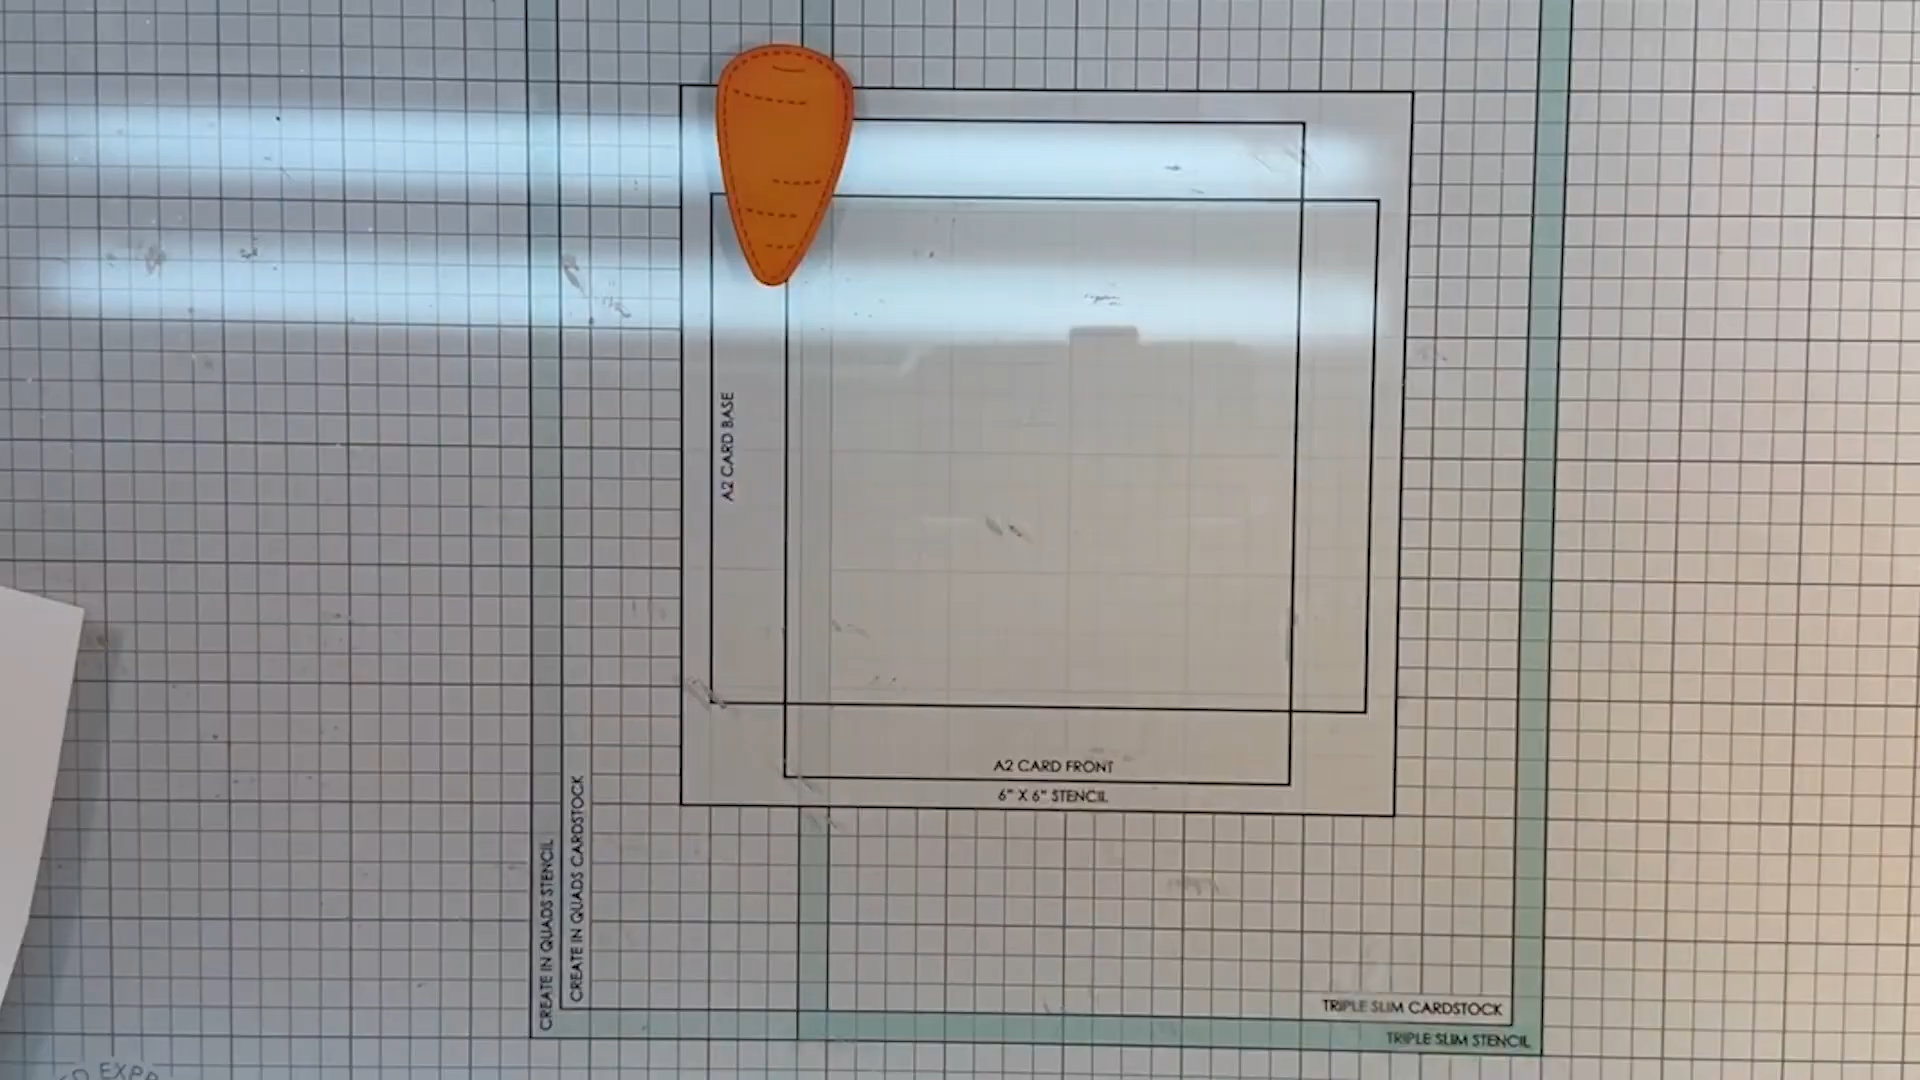 A2 CARD BASE
A2 CARD FRONT
6" X 6" STENCIL
CREATE IN QUADS STENCIL
CREATE IN QUADS CARDSTOCK
TRIPLE SLIM CARDSTOCK
TRIPLE SLIM STENCIL